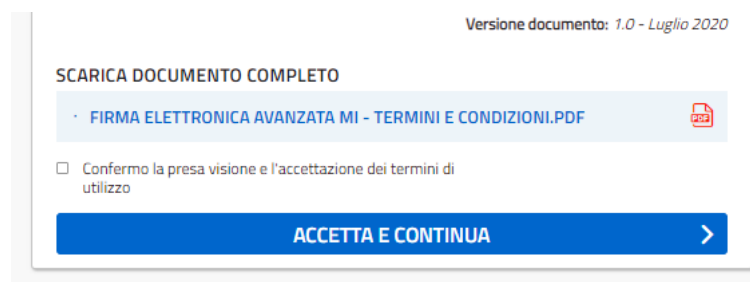 Versione documento: 1.0 - Luglio 2020
SCARICA DOCUMENTO COMPLETO
· FIRMA ELETTRONICA AVANZATA MI - TERMINI E CONDIZIONI.PDF
PDF
Confermo la presa visione e l'accettazione dei termini di
utilizzo
ACCETTA E CONTINUA